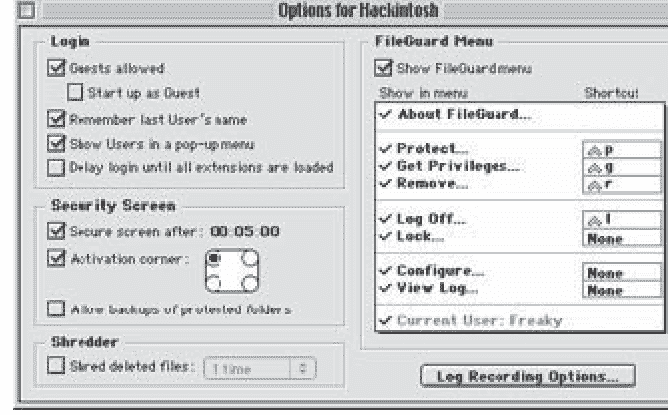 Options for Hackintosh
Login
Guests allowed
Start up as Guest
Remember last User's name
Show Users in a pop-up menu
Delay login until all extensions are loaded
Security Screen
Secure screen after: 00:05:00
Activation corner:
Allow backups of protected folders
Shredder
Shred deleted files: 1 time
FileGuard Menu
Show FileGuard menu
Show in menu Shortcut
About FileGuard...
Protect... p
Get Privileges... g
Remove... r
Log Off... l
Lock... None
Configure... None
View Log... None
Current User: Freaky
Log Recording Options...